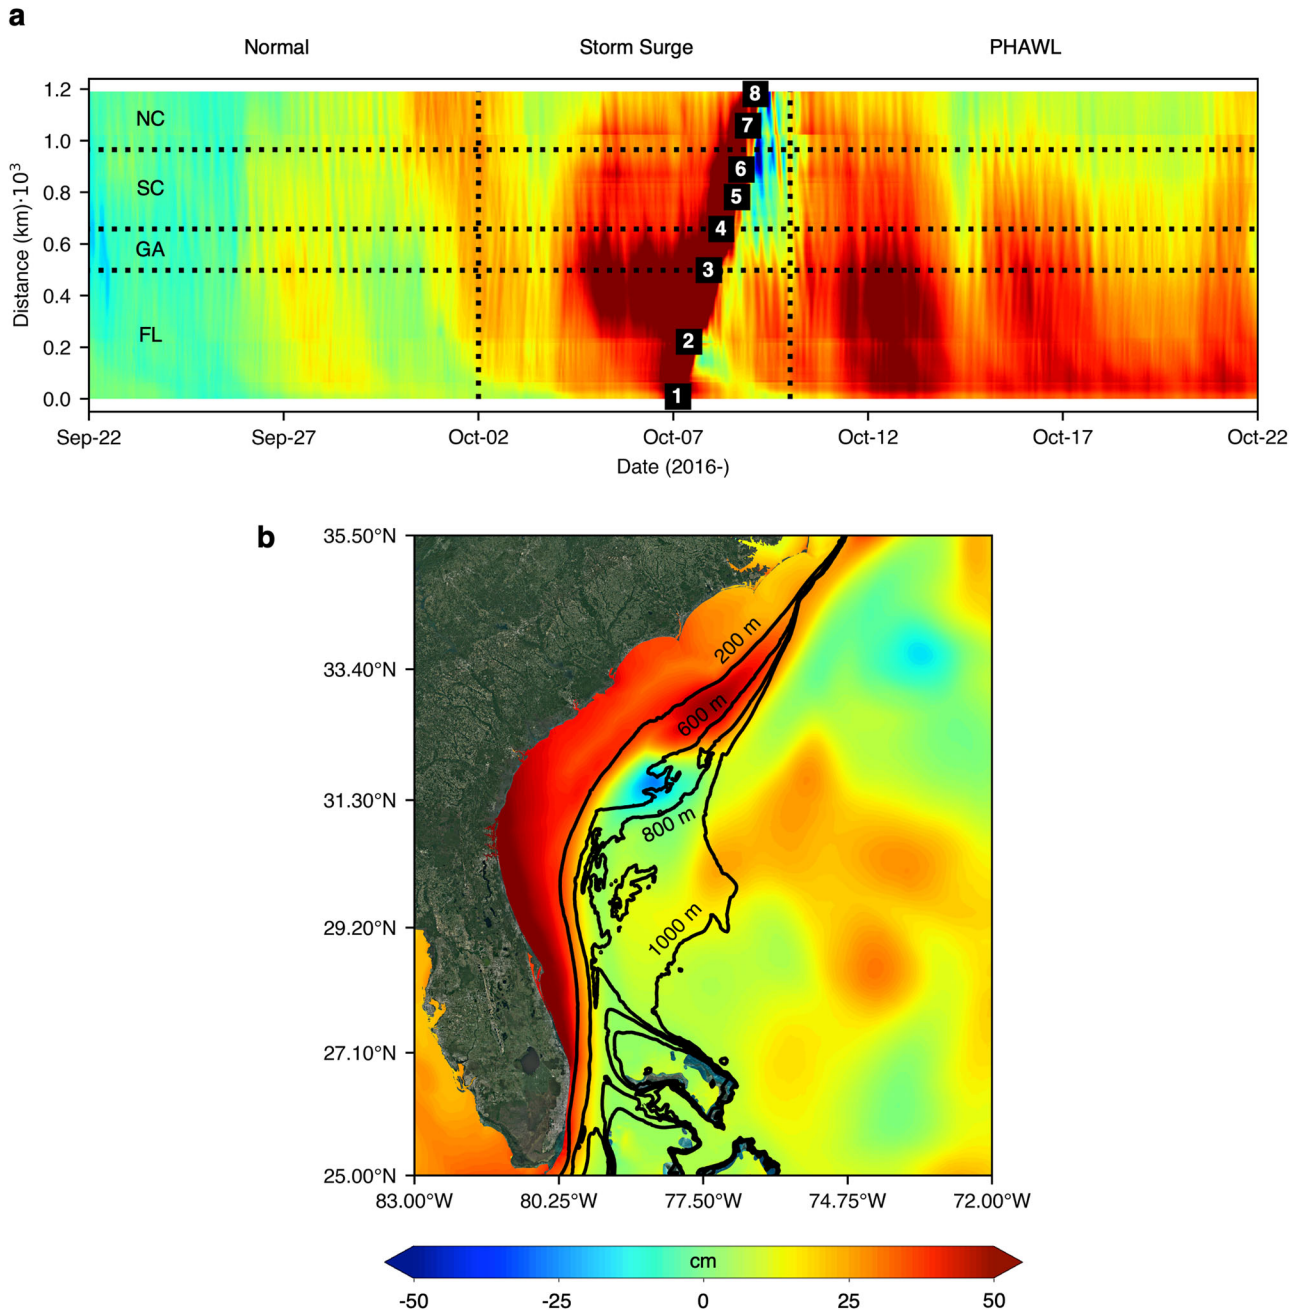 a
Normal Storm Surge PHAWL
Distance (km)·10³
1.2
1.0
0.8
0.6
0.4
0.2
0.0
NC
SC
GA
FL
8
7
6
5
4
3
2
1
Sep-22 Sep-27 Oct-02 Oct-07 Oct-12 Oct-17 Oct-22
Date (2016-)
b
35.50°N
33.40°N
31.30°N
29.20°N
27.10°N
25.00°N
200 m
600 m
800 m
1000 m
83.00°W 80.25°W 77.50°W 74.75°W 72.00°W
cm
-50 -25 0 25 50